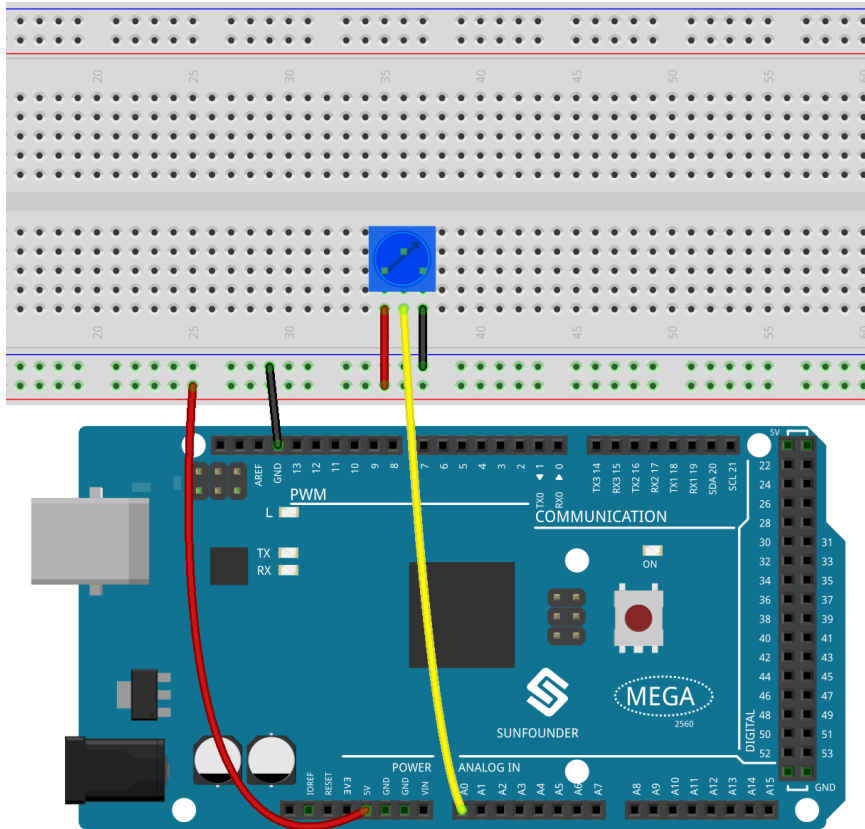 20 25 30 35 40 45 50 55 60
20 25 30 35 40 45 50 55 60
AREF GND 13 12 11 10 9 8 7 6 5 4 3 2 TX0 1 RX0 0 TX3 14 RX3 15 TX2 16 RX2 17 TX1 18 RX1 19 SDA 20 SCL 21
5V
PWM
COMMUNICATION
L
TX
RX
ON
22
24
26
28
30 31
32 33
34 35
36 37
38 39
40 41
42 43
44 45
46 47
48 49
50 51
52 53
DIGITAL
GND
SUNFOUNDER
MEGA
2560
POWER
ANALOG IN
IOREF RESET 3V3 5V GND GND VIN A0 A1 A2 A3 A4 A5 A6 A7 A8 A9 A10 A11 A12 A13 A14 A15